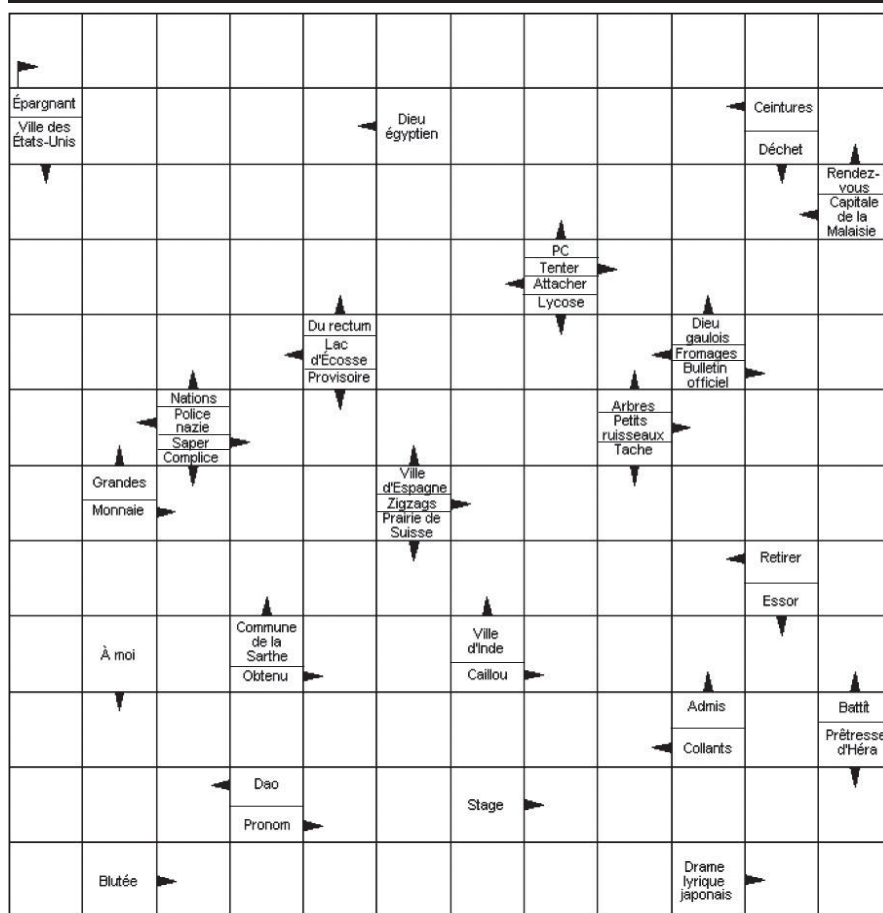 Épargnant
Ville des
États-Unis
Dieu
égyptien
Ceintures
Déchet
Rendez-
vous
Capitale
de la
Malaisie
PC
Tenter
Attacher
Lycose
Du rectum
Lac
d'Écosse
Provisoire
Dieu
gaulois
Fromages
Bulletin
officiel
Nations
Police
nazie
Saper
Complice
Arbres
Petits
ruisseaux
Tache
Grandes
Monnaie
Ville
d'Espagne
Zigzags
Prairie de
Suisse
Retirer
Essor
À moi
Commune
de la
Sarthe
Obtenu
Ville
d'Inde
Caillou
Admis
Collants
Battît
Prêtresse
d'Héra
Dao
Pronom
Stage
Blutée
Drame
lyrique
japonais